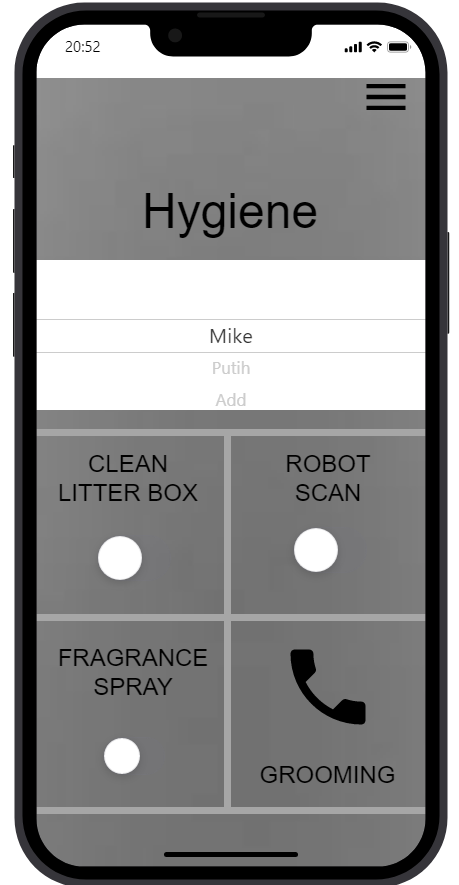 20:52
Hygiene
Mike
Putih
Add
CLEAN
LITTER BOX
ROBOT
SCAN
FRAGRANCE
SPRAY
GROOMING